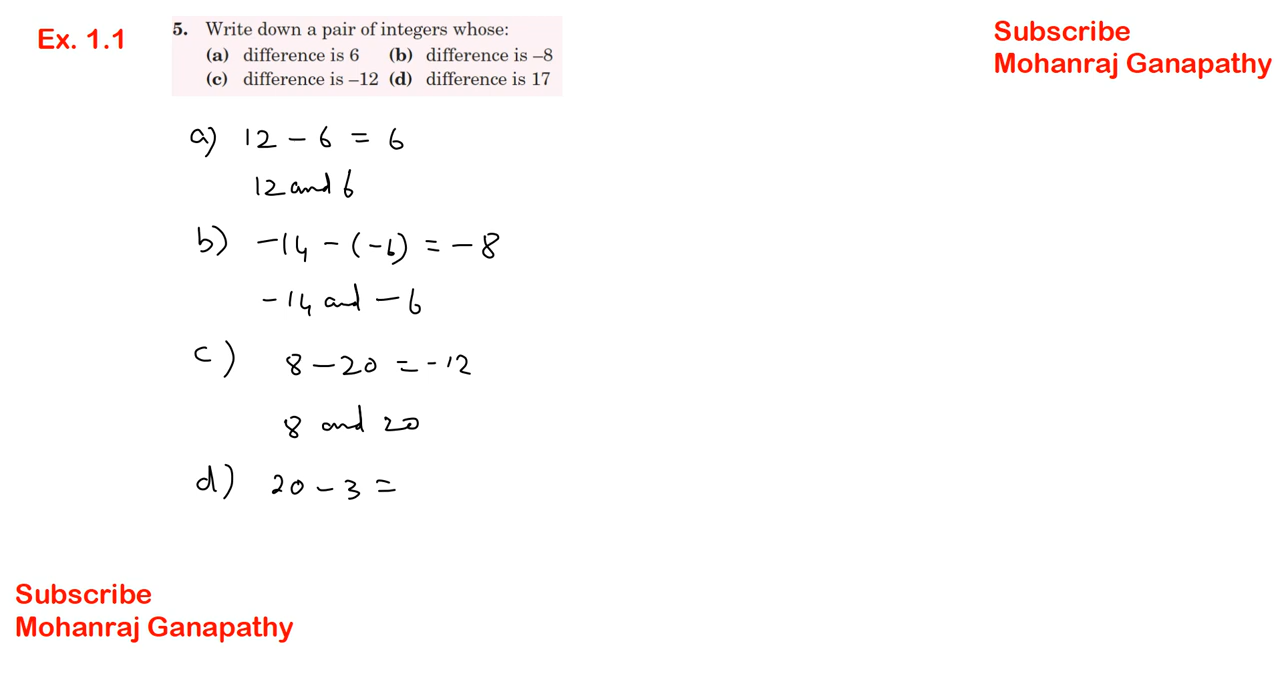 Ex. 1.1
5. Write down a pair of integers whose:
(a) difference is 6 (b) difference is –8
(c) difference is –12 (d) difference is 17
Subscribe
Mohanraj Ganapathy
a) 12 – 6 = 6
12 and 6
b) –14 – (–6) = –8
–14 and –6
c) 8 – 20 = –12
8 and 20
d) 20 – 3 =
Subscribe
Mohanraj Ganapathy